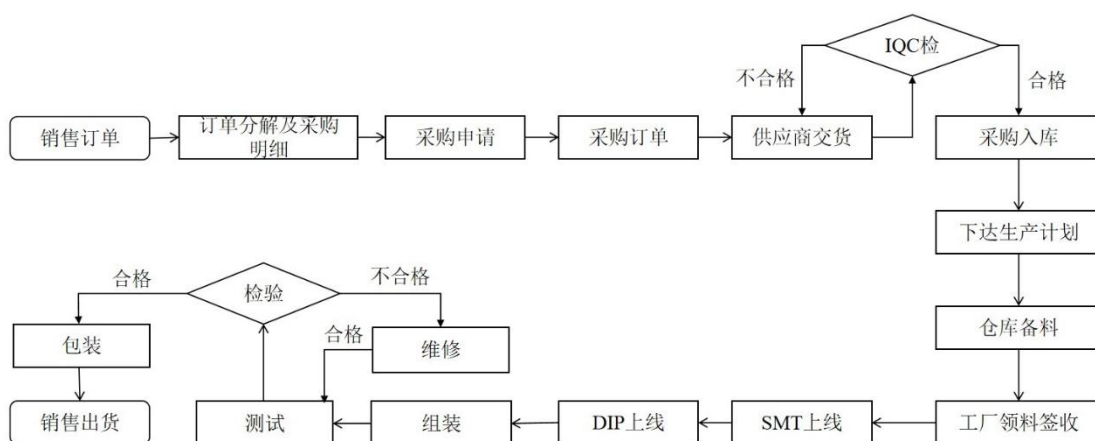 IQC检
不合格
合格
销售订单
订单分解及采购
明细
采购申请
采购订单
供应商交货
采购入库
下达生产计划
合格
检验
不合格
包装
合格
维修
仓库备料
销售出货
测试
组装
DIP上线
SMT上线
工厂领料签收